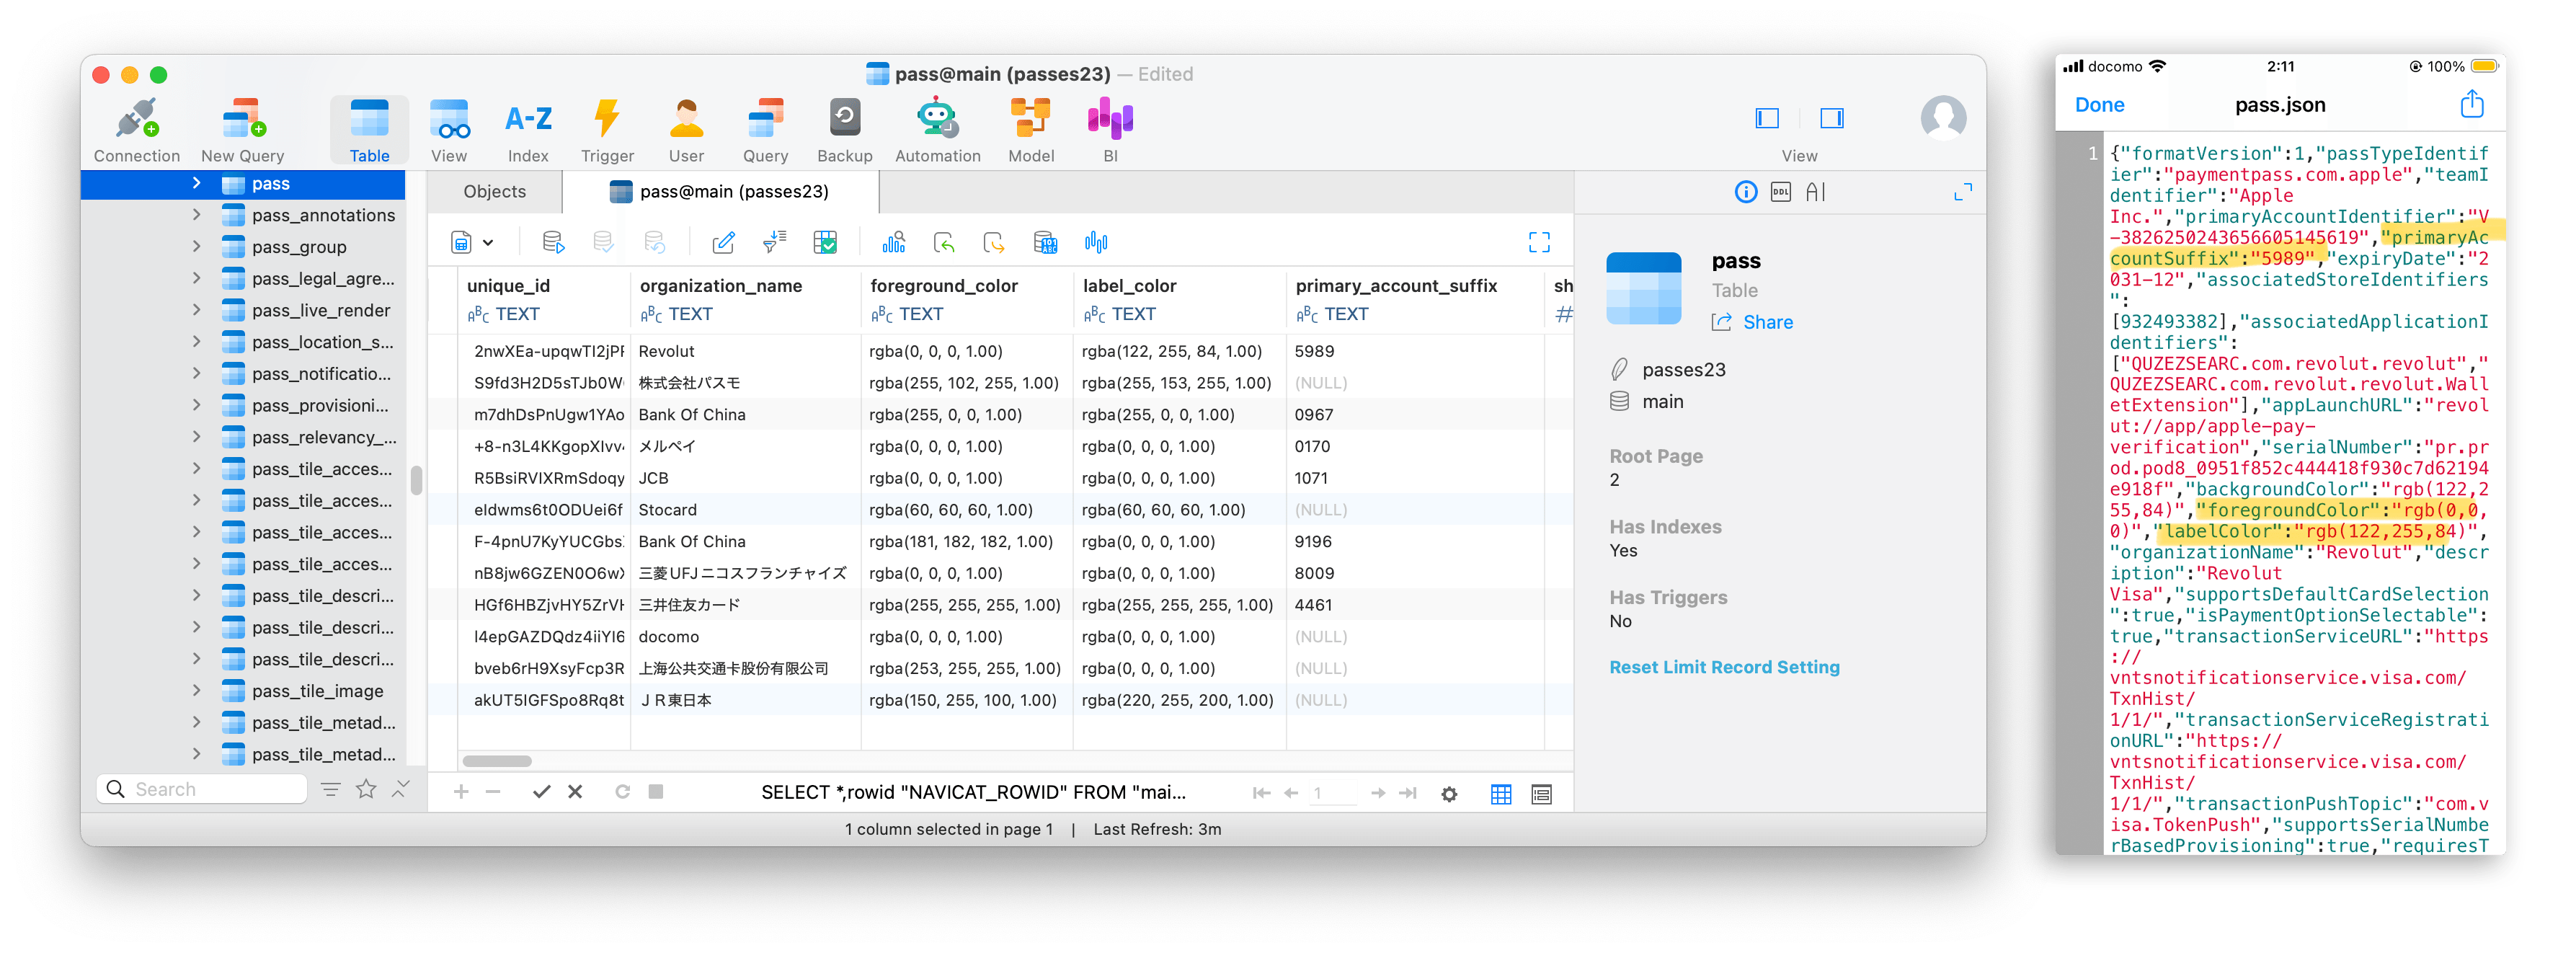 pass@main (passes23) — Edited
Connection
New Query
Table
View
A-Z
Index
Trigger
User
Query
Backup
Automation
Model
BI
View
pass
pass_annotations
pass_group
pass_legal_agre...
pass_live_render
pass_location_s...
pass_notificatio...
pass_provisioni...
pass_relevancy_...
pass_tile_acces...
pass_tile_acces...
pass_tile_acces...
pass_tile_acces...
pass_tile_descri...
pass_tile_descri...
pass_tile_descri...
pass_tile_image
pass_tile_metad...
pass_tile_metad...
Search
Objects
pass@main (passes23)
unique_id organization_name foreground_color label_color primary_account_suffix sh
ABC TEXT ABC TEXT ABC TEXT ABC TEXT ABC TEXT #
2nwXEa-upqwTI2jPF Revolut rgba(0, 0, 0, 1.00) rgba(122, 255, 84, 1.00) 5989
S9fd3H2D5sTJb0W 株式会社パスモ rgba(255, 102, 255, 1.00) rgba(255, 153, 255, 1.00) (NULL)
m7dhDsPnUgw1YAo Bank Of China rgba(255, 0, 0, 1.00) rgba(255, 0, 0, 1.00) 0967
+8-n3L4KKgopXIvv メルペイ rgba(0, 0, 0, 1.00) rgba(0, 0, 0, 1.00) 0170
R5BsiRVIXRmSdoqy JCB rgba(0, 0, 0, 1.00) rgba(0, 0, 0, 1.00) 1071
eIdwms6t0ODUei6f Stocard rgba(60, 60, 60, 1.00) rgba(60, 60, 60, 1.00) (NULL)
F-4pnU7KyYUCGbs Bank Of China rgba(181, 182, 182, 1.00) rgba(0, 0, 0, 1.00) 9196
nB8jw6GZEN0O6w 三菱UFJニコスフランチャイズ rgba(0, 0, 0, 1.00) rgba(0, 0, 0, 1.00) 8009
HGf6HBZjvHY5ZrVH 三井住友カード rgba(255, 255, 255, 1.00) rgba(255, 255, 255, 1.00) 4461
l4epGAZDQdz4iiYl6 docomo rgba(0, 0, 0, 1.00) rgba(0, 0, 0, 1.00) (NULL)
bveb6rH9XsyFcp3R 上海公共交通卡股份有限公司 rgba(253, 255, 255, 1.00) rgba(0, 0, 0, 1.00) (NULL)
akUT5IGFSpo8Rq8t ＪＲ東日本 rgba(150, 255, 100, 1.00) rgba(220, 255, 200, 1.00) (NULL)
SELECT *,rowid "NAVICAT_ROWID" FROM "mai...
1
1 column selected in page 1 | Last Refresh: 3m
DDL
AI
pass
Table
Share
passes23
main
Root Page
2
Has Indexes
Yes
Has Triggers
No
Reset Limit Record Setting
docomo
2:11
100%
Done
pass.json
1
{"formatVersion":1,"passTypeIdentif
ier":"paymentpass.com.apple","teamI
dentifier":"Apple
Inc.","primaryAccountIdentifier":"V
-3826250243656605145619","primaryAc
countSuffix":"5989","expiryDate":"2
031-12","associatedStoreIdentifiers
":
[932493382],"associatedApplicationI
dentifiers":
["QUZEZSEARC.com.revolut.revolut","
QUZEZSEARC.com.revolut.revolut.Wall
etExtension"],"appLaunchURL":"revol
ut://app/apple-pay-
verification","serialNumber":"pr.pr
od.pod8_0951f852c444418f930c7d62194
e918f","backgroundColor":"rgb(122,2
55,84)","foregroundColor":"rgb(0,0,
0)","labelColor":"rgb(122,255,84)",
"organizationName":"Revolut","descr
iption":"Revolut
Visa","supportsDefaultCardSelection
":true,"isPaymentOptionSelectable":
true,"transactionServiceURL":"https
://
vntsnotificationservice.visa.com/
TxnHist/
1/1/","transactionServiceRegistrati
onURL":"https://
vntsnotificationservice.visa.com/
TxnHist/
1/1/","transactionPushTopic":"com.v
isa.TokenPush","supportsSerialNumbe
rBasedProvisioning":true,"requiresT